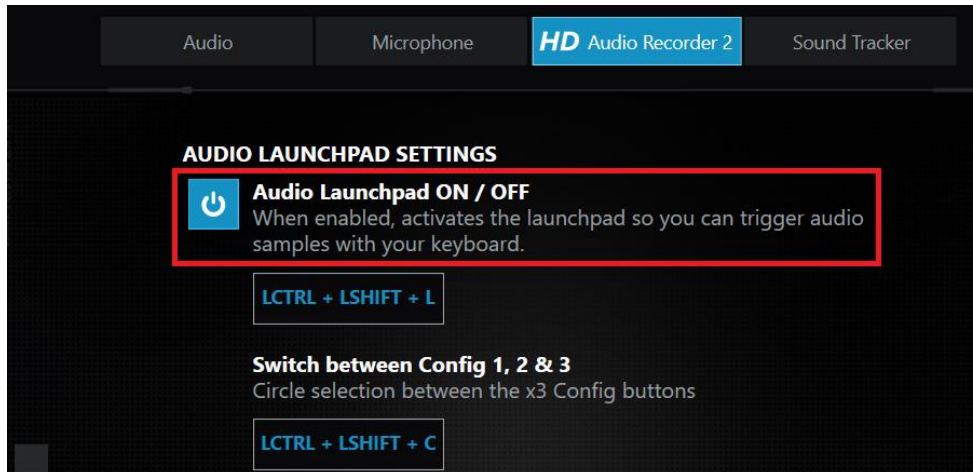 Audio
Microphone
HD Audio Recorder 2
Sound Tracker
AUDIO LAUNCHPAD SETTINGS
Audio Launchpad ON / OFF
When enabled, activates the launchpad so you can trigger audio
samples with your keyboard.
LCTRL + LSHIFT + L
Switch between Config 1, 2 & 3
Circle selection between the x3 Config buttons
LCTRL + LSHIFT + C